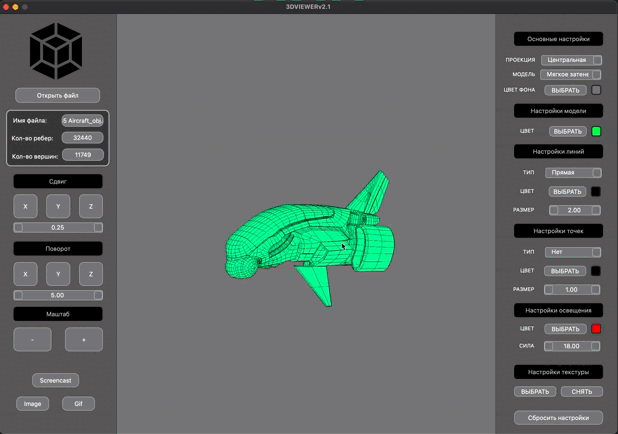 3DVIEWERv2.1
Открыть файл
Имя файла: 5 Aircraft_obj.
Кол-во ребер: 32440
Кол-во вершин: 11749
Сдвиг
X Y Z
0.25
Поворот
X Y Z
5.00
Маштаб
- +
Screencast
Image Gif
Основные настройки
ПРОЕКЦИЯ Центральная
МОДЕЛЬ Мягкое затене
ЦВЕТ ФОНА ВЫБРАТЬ
Настройки модели
ЦВЕТ ВЫБРАТЬ
Настройки линий
ТИП Прямая
ЦВЕТ ВЫБРАТЬ
РАЗМЕР 2.00
Настройки точек
ТИП Нет
ЦВЕТ ВЫБРАТЬ
РАЗМЕР 1.00
Настройки освещения
ЦВЕТ ВЫБРАТЬ
СИЛА 18.00
Настройки текстуры
ВЫБРАТЬ СНЯТЬ
Сбросить настройки